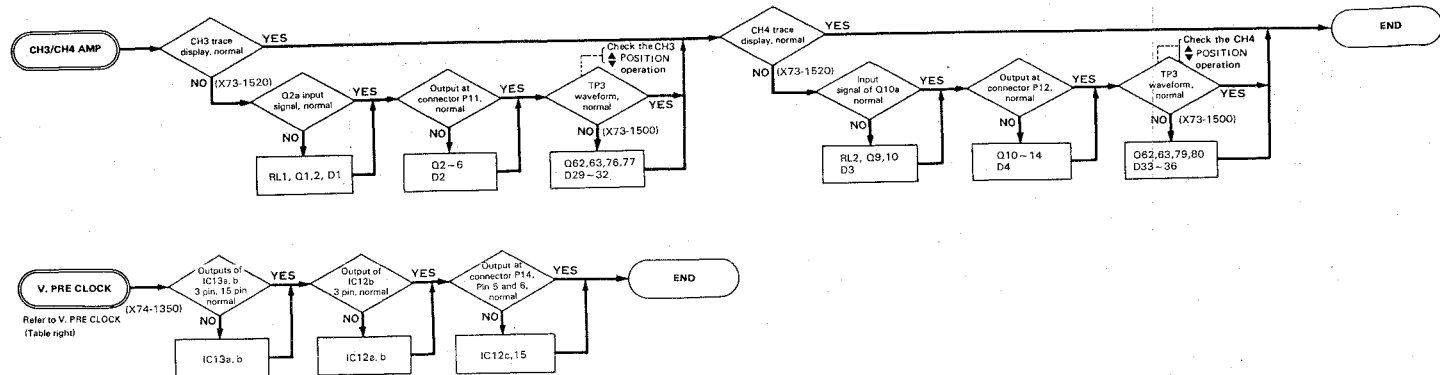 CH3/CH4 AMP
CH3 trace
display, normal
YES
NO
(X73-1520)
Q2a input
signal, normal
YES
NO
RL1, Q1,2, D1
Output at
connector P11,
normal
YES
NO
Q2~6
D2
Check the CH3
POSITION
operation
TP3
waveform,
normal
YES
NO
(X73-1500)
Q62,63,76,77
D29~32
CH4 trace
display, normal
YES
NO
(X73-1520)
Input
signal of Q10a
normal
YES
NO
RL2, Q9,10
D3
Output at
connector P12,
normal
YES
NO
Q10~14
D4
Check the CH4
POSITION
operation
TP3
waveform,
normal
YES
NO
(X73-1500)
Q62,63,79,80
D33~36
END
V. PRE CLOCK
Refer to V. PRE CLOCK
(Table right)
(X74-1350)
Outputs of
IC13a, b
3 pin, 15 pin
normal
YES
NO
IC13a, b
Output of
IC12b
3 pin, normal
YES
NO
IC12a, b
Output at
connector P14,
Pin 5 and 6,
normal
YES
NO
IC12c, 15
END